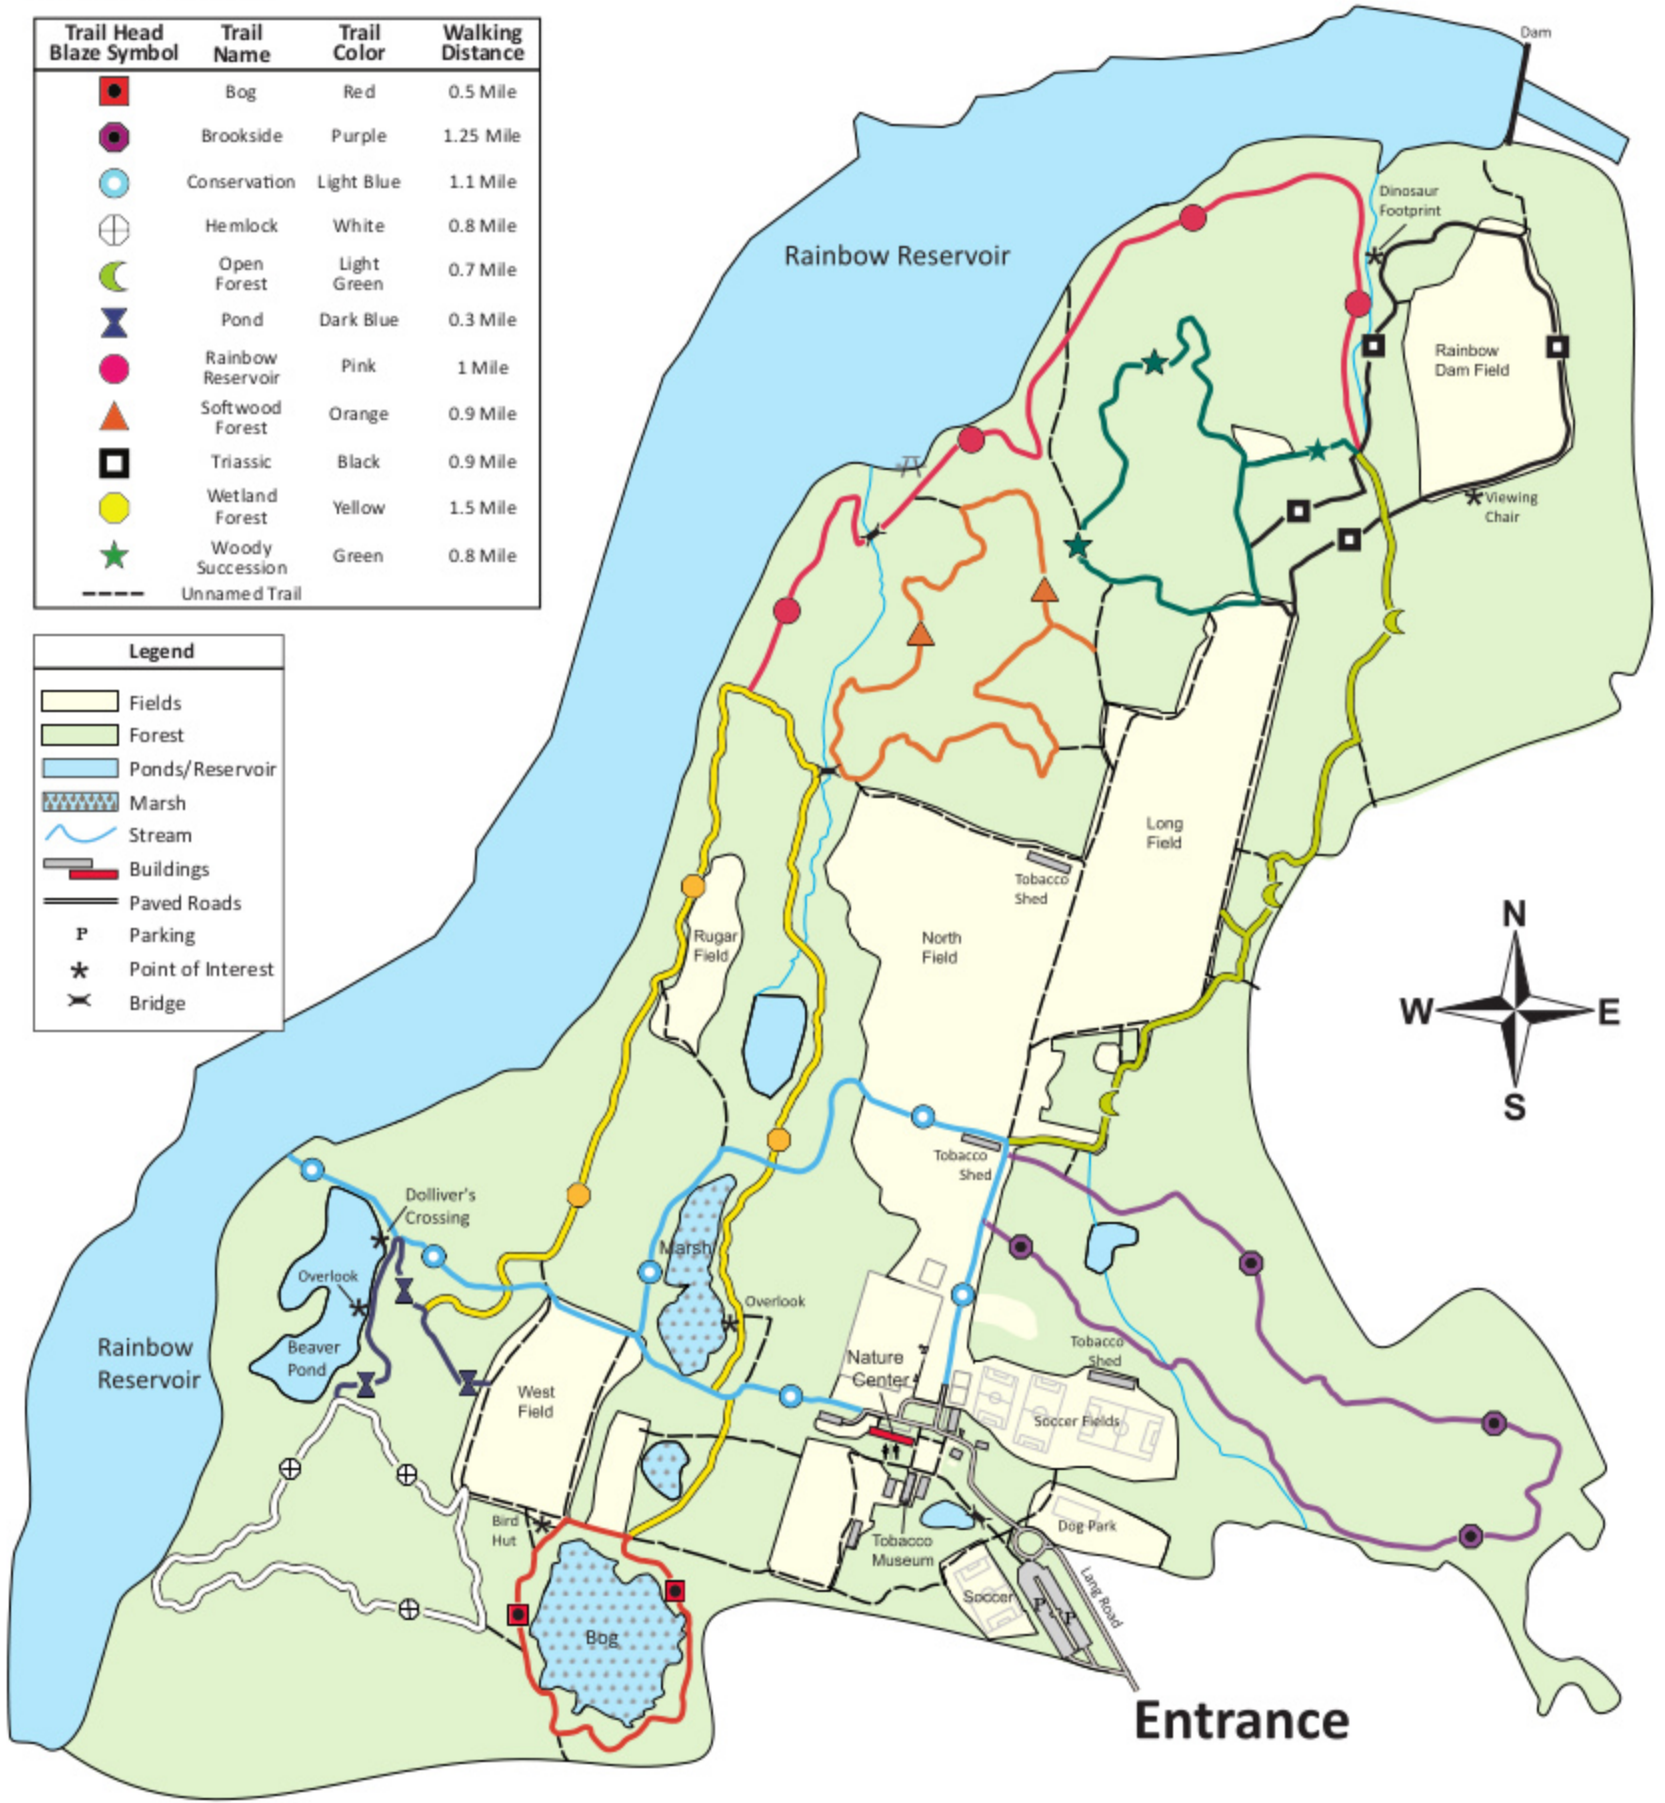 Trail Head Blaze Symbol Trail Name Trail Color Walking Distance
Bog Red 0.5 Mile
Brookside Purple 1.25 Mile
Conservation Light Blue 1.1 Mile
Hemlock White 0.8 Mile
Open Forest Light Green 0.7 Mile
Pond Dark Blue 0.3 Mile
Rainbow Reservoir Pink 1 Mile
Softwood Forest Orange 0.9 Mile
Triassic Black 0.9 Mile
Wetland Forest Yellow 1.5 Mile
Woody Succession Green 0.8 Mile
Unnamed Trail
Legend
Fields
Forest
Ponds/Reservoir
Marsh
Stream
Buildings
Paved Roads
P Parking
Point of Interest
Bridge
Dam
Dinosaur
Footprint
Rainbow Reservoir
Rainbow
Dam Field
Viewing
Chair
Long
Field
Tobacco
Shed
North
Field
Rugar
Field
N
W E
S
Tobacco
Shed
Dolliver's
Crossing
Marsh
Overlook
Overlook
Beaver
Pond
Rainbow
Reservoir
Tobacco
Shed
Nature
Center
West
Field
Soccer Fields
Bird
Hut
Tobacco
Museum
Dog Park
Soccer
P
P
Lang Road
Bog
Entrance